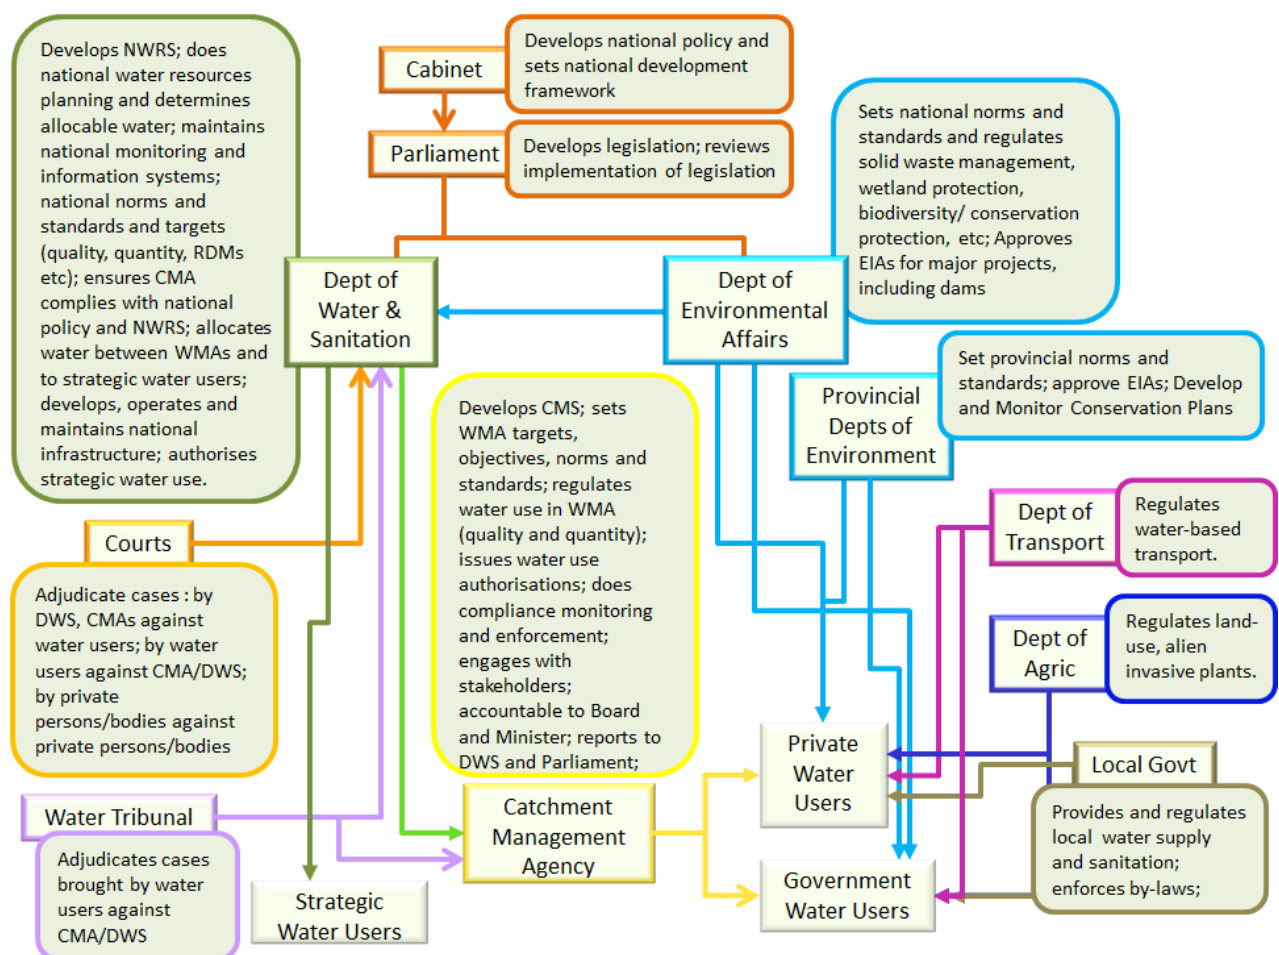 Develops NWRS; does
national water resources
planning and determines
allocable water; maintains
national monitoring and
information systems;
national norms and
standards and targets
(quality, quantity, RDMs
etc); ensures CMA
complies with national
policy and NWRS; allocates
water between WMAs and
to strategic water users;
develops, operates and
maintains national
infrastructure; authorises
strategic water use.
Cabinet
Develops national policy and
sets national development
framework
Parliament
Develops legislation; reviews
implementation of legislation
Sets national norms and
standards and regulates
solid waste management,
wetland protection,
biodiversity/ conservation
protection, etc; Approves
EIAs for major projects,
including dams
Dept of
Water &
Sanitation
Dept of
Environmental
Affairs
Set provincial norms and
standards; approve EIAs; Develop
and Monitor Conservation Plans
Provincial
Depts of
Environment
Develops CMS; sets
WMA targets,
objectives, norms and
standards; regulates
water use in WMA
(quality and quantity);
issues water use
authorisations; does
compliance monitoring
and enforcement;
engages with
stakeholders;
accountable to Board
and Minister; reports to
DWS and Parliament;
Dept of
Transport
Regulates
water-based
transport.
Courts
Adjudicate cases : by
DWS, CMAs against
water users; by water
users against CMA/DWS;
by private
persons/bodies against
private persons/bodies
Dept of
Agric
Regulates land-
use, alien
invasive plants.
Private
Water
Users
Local Govt
Provides and regulates
local water supply
and sanitation;
enforces by-laws;
Water Tribunal
Adjudicates cases
brought by water
users against
CMA/DWS
Catchment
Management
Agency
Strategic
Water Users
Government
Water Users